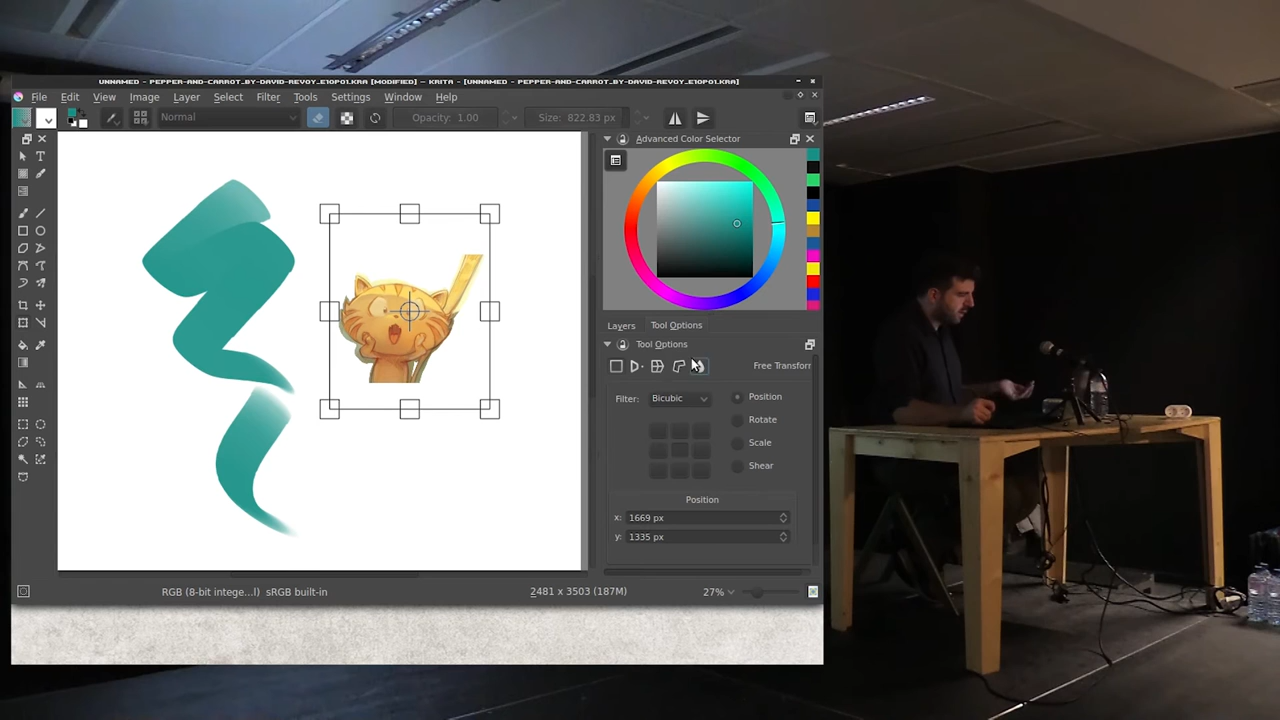 UNNAMED - PEPPER-AND-CARROT_BY-DAVID-REVOY_E10P01.KRA [MODIFIED] – KRITA - [UNNAMED - PEPPER-AND-CARROT_BY-DAVID-REVOY_E10P01.KRA]
File Edit View Image Layer Select Filter Tools Settings Window Help
Normal Opacity: 1.00 Size: 822.83 px
Advanced Color Selector
Layers Tool Options
Tool Options
Free Transform
Filter: Bicubic Position
Rotate
Scale
Shear
Position
x: 1669 px
y: 1335 px
RGB (8-bit intege...l) sRGB built-in 2481 x 3503 (187M) 27%